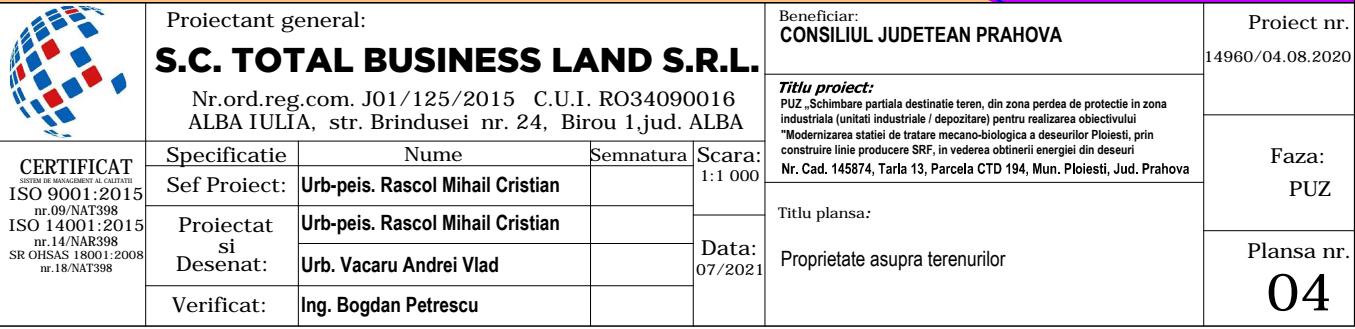 Proiectant general:
S.C. TOTAL BUSINESS LAND S.R.L.
Nr.ord.reg.com. J01/125/2015 C.U.I. RO34090016
ALBA IULIA, str. Brindusei nr. 24, Birou 1,jud. ALBA
Beneficiar:
CONSILIUL JUDETEAN PRAHOVA
Titlu proiect:
PUZ „Schimbare partiala destinatie teren, din zona perdea de protectie in zona
industriala (unitati industriale / depozitare) pentru realizarea obiectivului
"Modernizarea statiei de tratare mecano-biologica a deseurilor Ploiesti, prin
construire linie producere SRF, in vederea obtinerii energiei din deseuri
Nr. Cad. 145874, Tarla 13, Parcela CTD 194, Mun. Ploiesti, Jud. Prahova
Proiect nr.
14960/04.08.2020
CERTIFICAT
SISTEM DE MANAGEMENT AL CALITATII
ISO 9001:2015
nr.09/NAT398
ISO 14001:2015
nr.14/NAR398
SR OHSAS 18001:2008
nr.18/NAT398
Specificatie Nume Semnatura Scara:
1:1 000
Sef Proiect: Urb-peis. Rascol Mihail Cristian
Proiectat
si
Desenat:
Urb-peis. Rascol Mihail Cristian
Urb. Vacaru Andrei Vlad
Verificat: Ing. Bogdan Petrescu
Data:
07/2021
Titlu plansa:
Proprietate asupra terenurilor
Faza:
PUZ
Plansa nr.
04